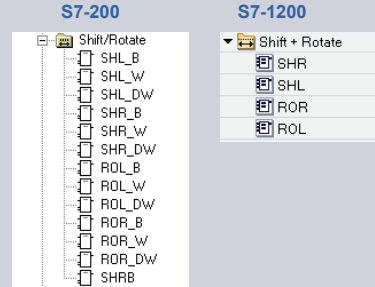 S7-200
Shift/Rotate
SHL_B
SHL_W
SHL_DW
SHR_B
SHR_W
SHR_DW
ROL_B
ROL_W
ROL_DW
ROR_B
ROR_W
ROR_DW
SHRB
S7-1200
Shift + Rotate
SHR
SHL
ROR
ROL